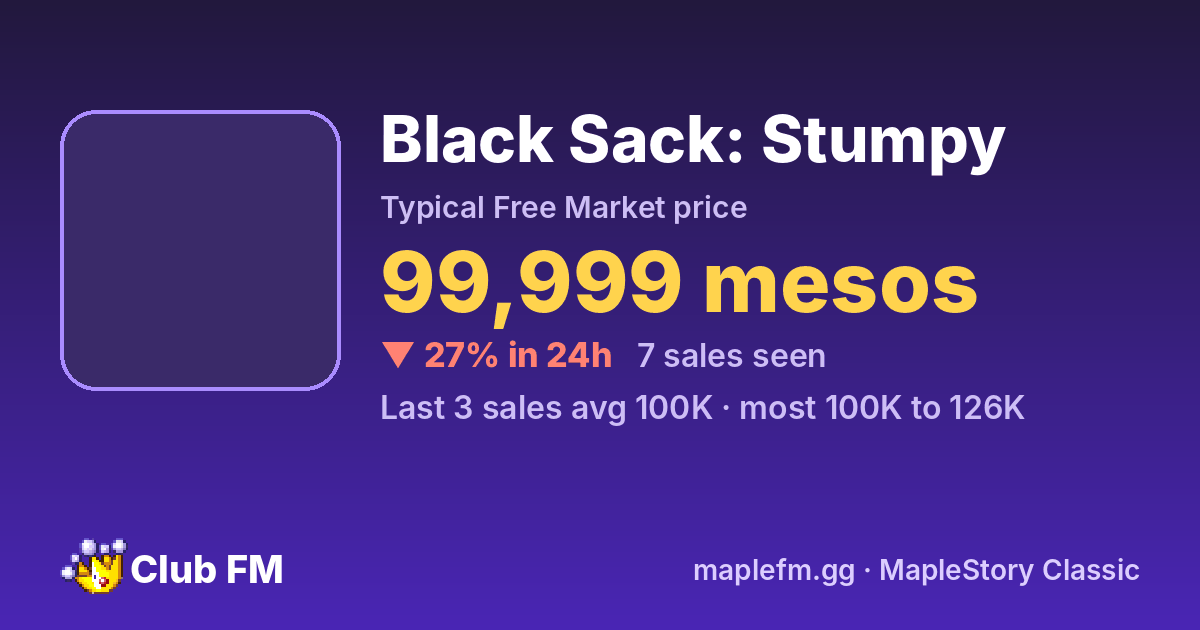 Black Sack: Stumpy
Typical Free Market price
99,999 mesos
▼ 27% in 24h 7 sales seen
Last 3 sales avg 100K · most 100K to 126K
Club FM
maplefm.gg · MapleStory Classic